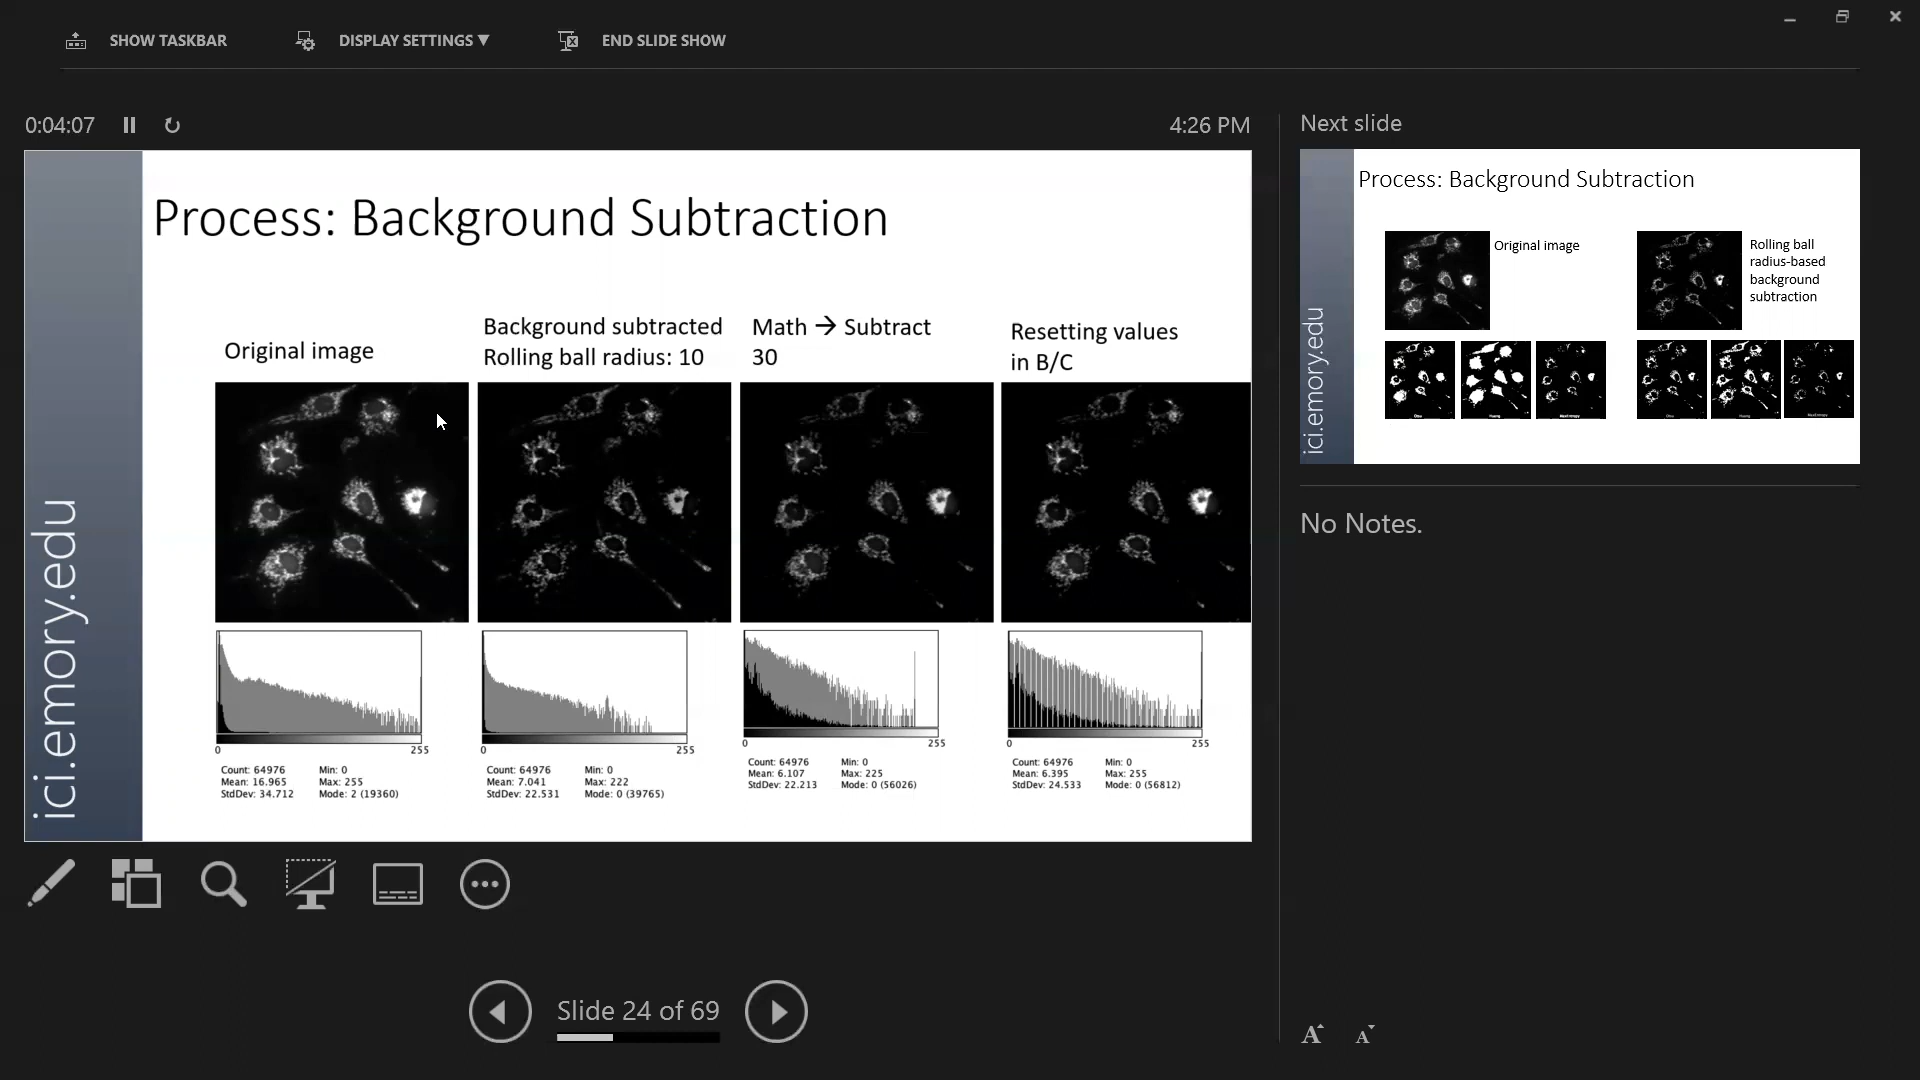 SHOW TASKBAR
DISPLAY SETTINGS ▼
END SLIDE SHOW
0:04:07
4:26 PM
Process: Background Subtraction
ici.emory.edu
Original image
Background subtracted
Rolling ball radius: 10
Math → Subtract
30
Resetting values
in B/C
0 255
Count: 64976 Min: 0
Mean: 16.965 Max: 255
StdDev: 34.712 Mode: 2 (19360)
0 255
Count: 64976 Min: 0
Mean: 7.041 Max: 222
StdDev: 22.531 Mode: 0 (39765)
0 255
Count: 64976 Min: 0
Mean: 6.107 Max: 225
StdDev: 22.213 Mode: 0 (56026)
0 255
Count: 64976 Min: 0
Mean: 6.395 Max: 255
StdDev: 24.533 Mode: 0 (56812)
Slide 24 of 69
Next slide
Process: Background Subtraction
ici.emory.edu
Original image
Rolling ball
radius-based
background
subtraction
Otsu
Huang
MaxEntropy
Otsu
Huang
MaxEntropy
No Notes.
A A